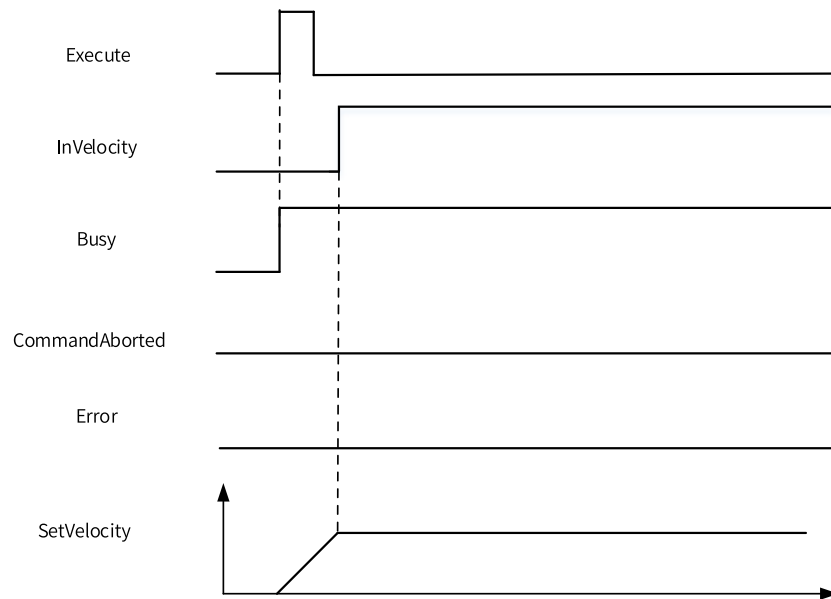 Execute
InVelocity
Busy
CommandAborted
Error
SetVelocity